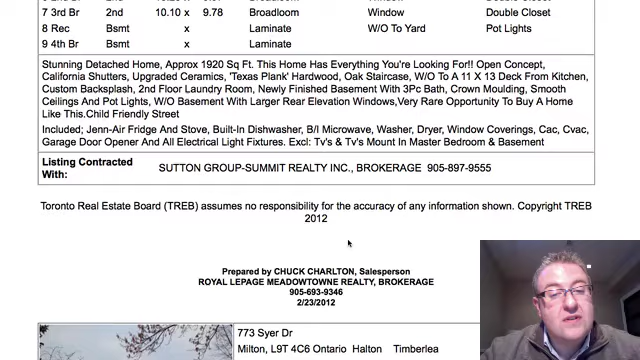 7 3rd Br 2nd 10.10 x 9.78 Broadloom Window Double Closet
8 Rec Bsmt x Laminate W/O To Yard Pot Lights
9 4th Br Bsmt x Laminate
Stunning Detached Home, Approx 1920 Sq Ft. This Home Has Everything You're Looking For!! Open Concept,
California Shutters, Upgraded Ceramics, 'Texas Plank' Hardwood, Oak Staircase, W/O To A 11 X 13 Deck From Kitchen,
Custom Backsplash, 2nd Floor Laundry Room, Newly Finished Basement With 3Pc Bath, Crown Moulding, Smooth
Ceilings And Pot Lights, W/O Basement With Larger Rear Elevation Windows,Very Rare Opportunity To Buy A Home
Like This.Child Friendly Street
Included; Jenn-Air Fridge And Stove, Built-In Dishwasher, B/I Microwave, Washer, Dryer, Window Coverings, Cac, Cvac,
Garage Door Opener And All Electrical Light Fixtures. Excl: Tv's & Tv's Mount In Master Bedroom & Basement
Listing Contracted
With: SUTTON GROUP-SUMMIT REALTY INC., BROKERAGE 905-897-9555
Toronto Real Estate Board (TREB) assumes no responsibility for the accuracy of any information shown. Copyright TREB
2012
Prepared by CHUCK CHARLTON, Salesperson
ROYAL LEPAGE MEADOWTOWNE REALTY, BROKERAGE
905-693-9346
2/23/2012
773 Syer Dr
Milton, L9T 4C6 Ontario Halton Timberlea